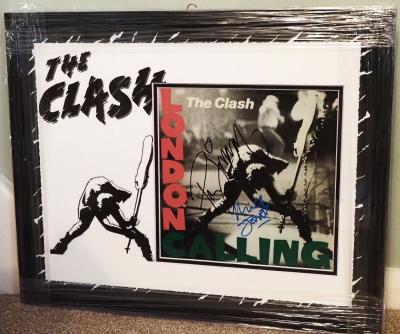 THE
CLASH
The Clash
LONDON
CALLING